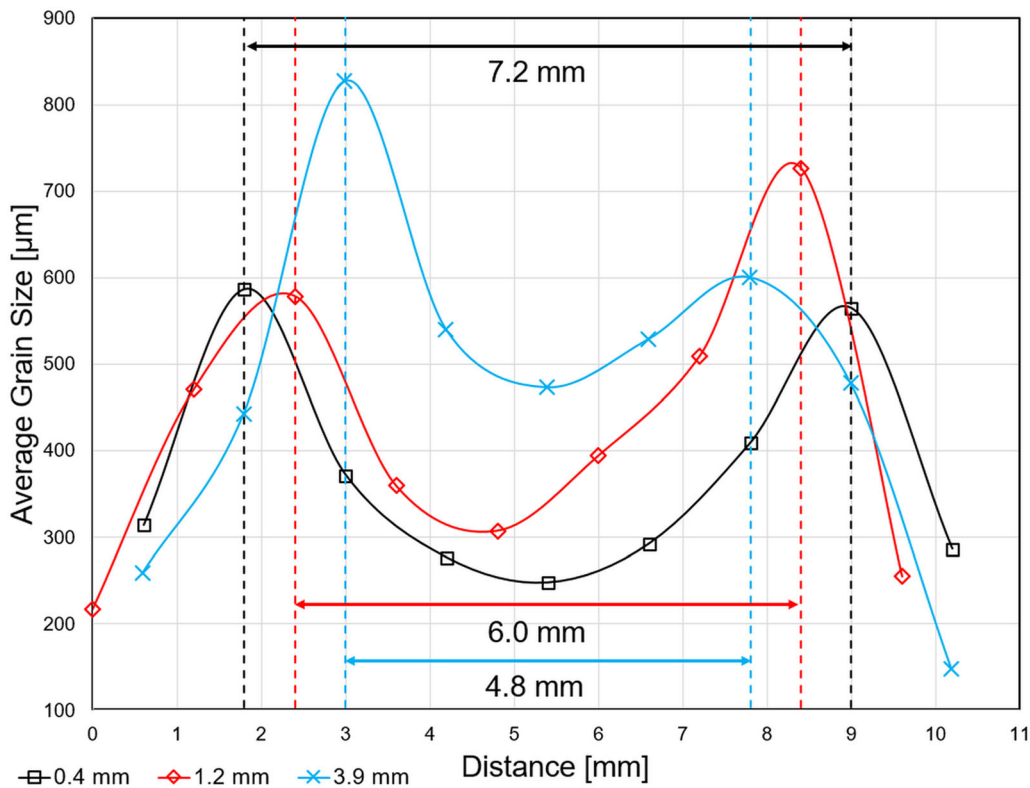 900
800
700
600
500
400
300
200
100
Average Grain Size [µm]
7.2 mm
6.0 mm
4.8 mm
0 1 2 3 4 5 6 7 8 9 10 11
Distance [mm]
0.4 mm 1.2 mm 3.9 mm